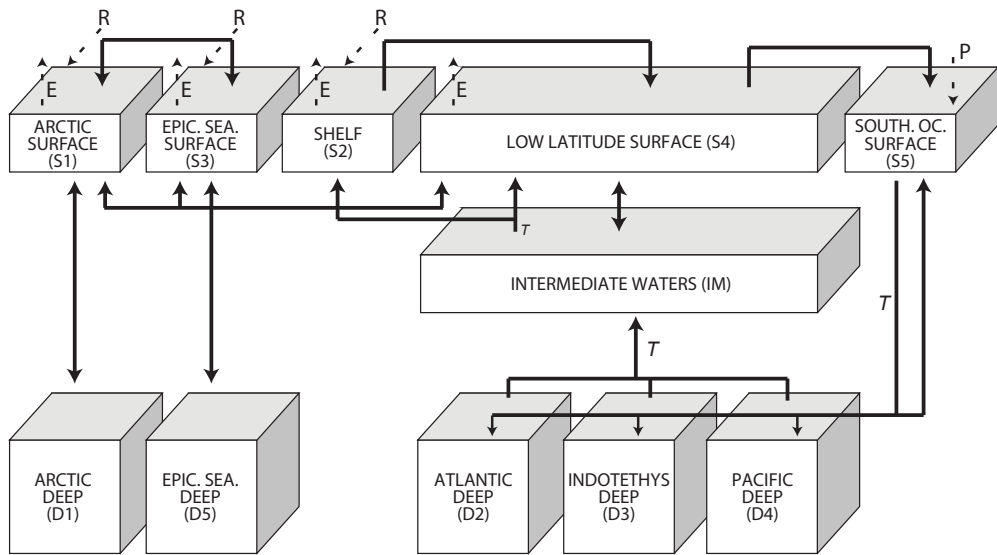 R
R
R
E
E
E
E
P
ARCTIC
SURFACE
(S1)
EPIC. SEA.
SURFACE
(S3)
SHELF
(S2)
LOW LATITUDE SURFACE (S4)
SOUTH. OC.
SURFACE
(S5)
T
INTERMEDIATE WATERS (IM)
T
T
ARCTIC
DEEP
(D1)
EPIC. SEA.
DEEP
(D5)
ATLANTIC
DEEP
(D2)
INDOTETHYS
DEEP
(D3)
PACIFIC
DEEP
(D4)